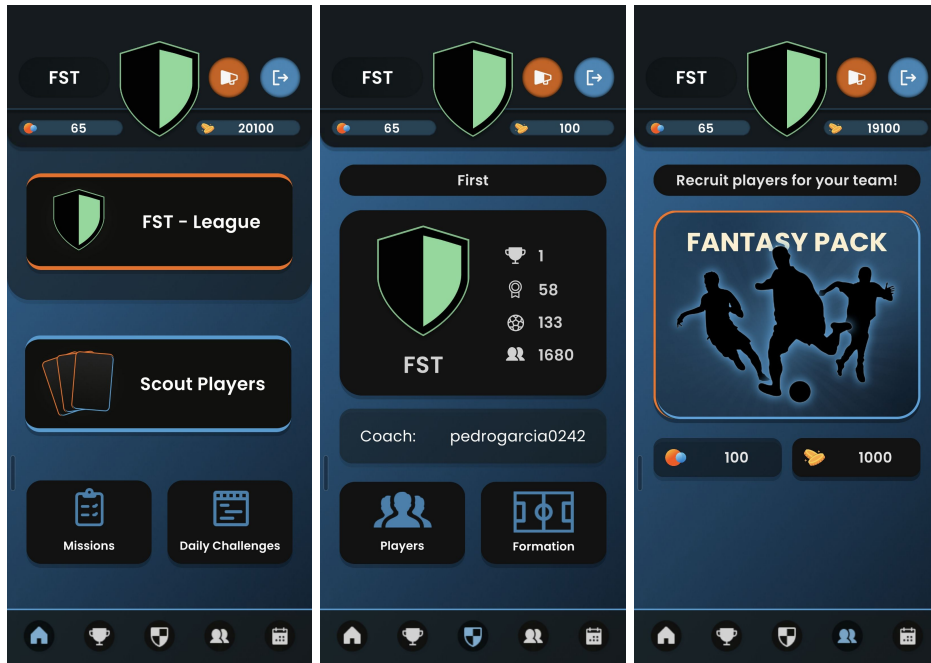 FST
65
20100
FST - League
Scout Players
Missions
Daily Challenges
FST
65
100
First
1
58
133
1680
FST
Coach: pedrogarcia0242
Players
Formation
FST
65
19100
Recruit players for your team!
FANTASY PACK
100
1000